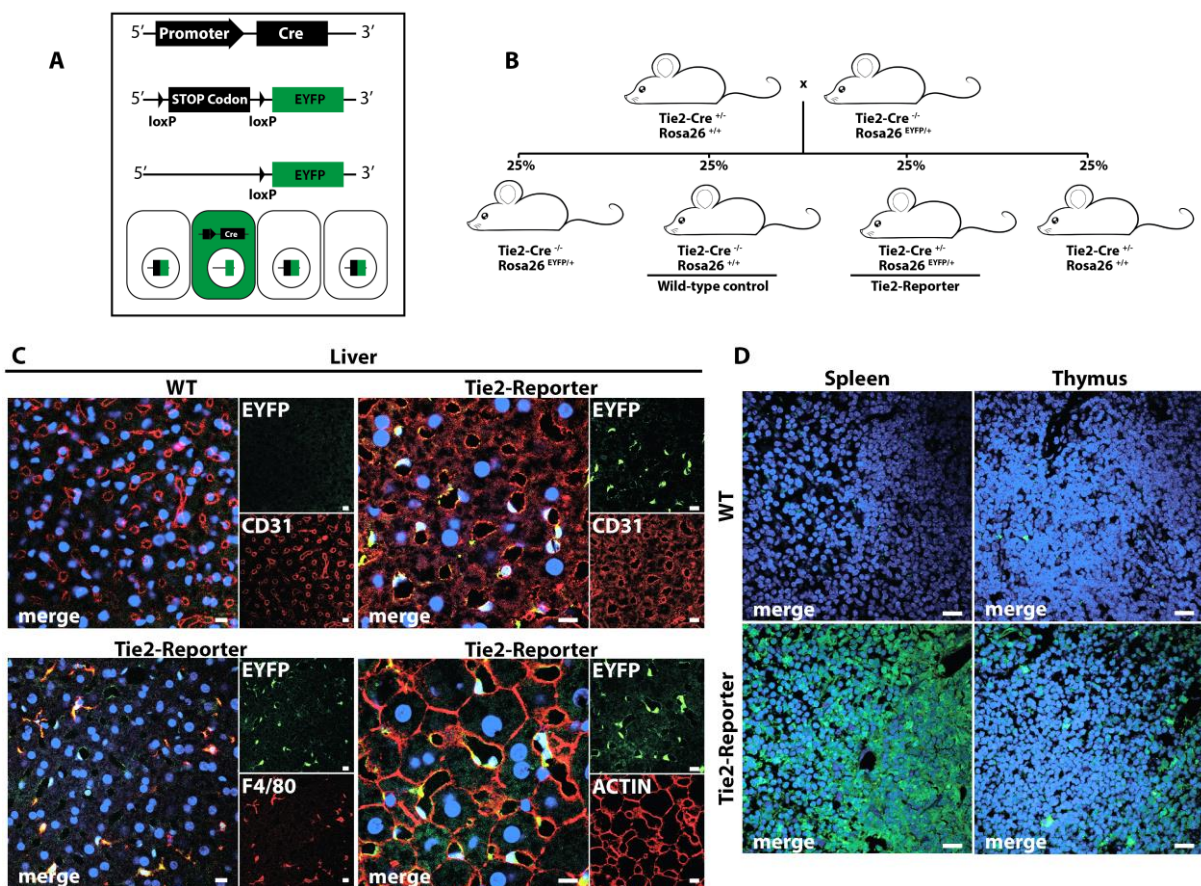 A
5’ Promoter Cre 3’
5’ STOP Codon EYFP 3’
loxP loxP
5’ EYFP 3’
loxP
Cre
B
x
Tie2-Cre +/-
Rosa26 +/+
Tie2-Cre -/-
Rosa26 EYFP/+
25% 25% 25% 25%
Tie2-Cre -/-
Rosa26 EYFP/+
Tie2-Cre -/-
Rosa26 +/+
Wild-type control
Tie2-Cre +/-
Rosa26 EYFP/+
Tie2-Reporter
Tie2-Cre +/-
Rosa26 +/+
C
Liver
WT
EYFP
CD31
merge
Tie2-Reporter
EYFP
CD31
merge
Tie2-Reporter
EYFP
F4/80
merge
Tie2-Reporter
EYFP
ACTIN
merge
D
Spleen Thymus
WT
merge merge
Tie2-Reporter
merge merge